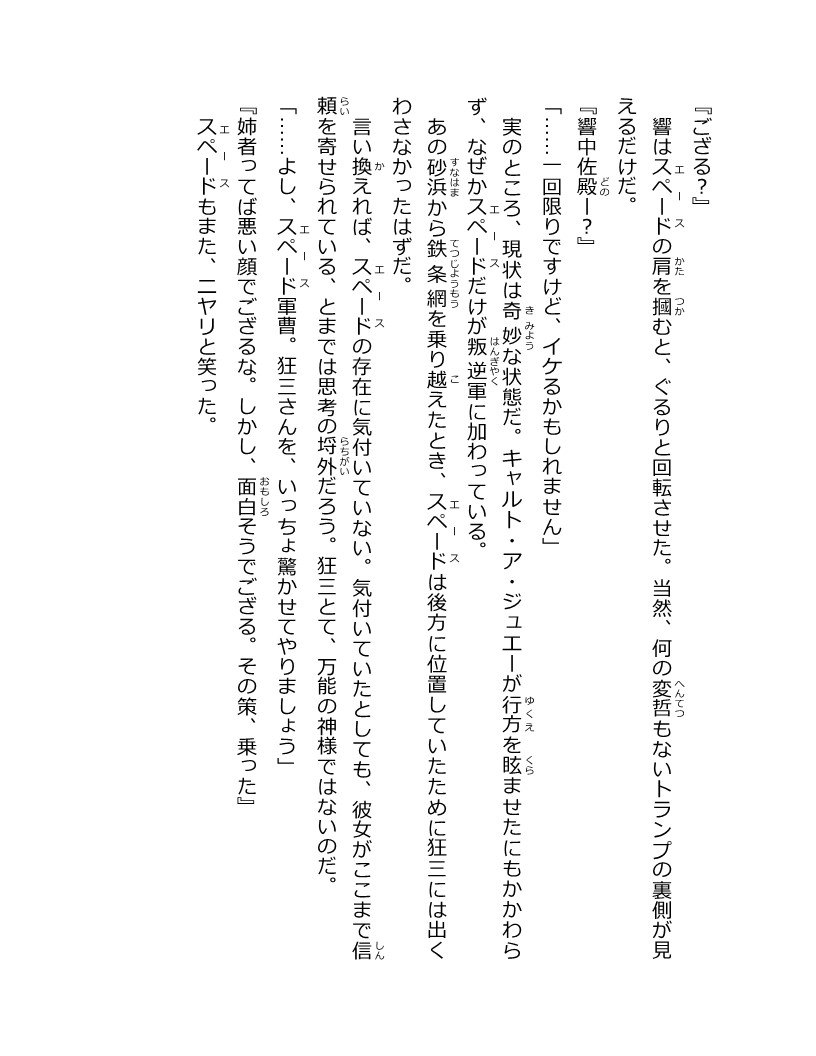 『ござる？』
　響はスペードの肩を摑むと、ぐるりと回転させた。当然、何の変哲もないトランプの裏側が見
えるだけだ。
『響中佐殿ー？』
「……一回限りですけど、イケるかもしれません」
　実のところ、現状は奇妙な状態だ。キャルト・ア・ジュエーが行方を眩ませたにもかかわら
ず、なぜかスペードだけが叛逆軍に加わっている。
　あの砂浜から鉄条網を乗り越えたとき、スペードは後方に位置していたために狂三には出く
わさなかったはずだ。
　言い換えれば、スペードの存在に気付いていない。気付いていたとしても、彼女がここまで信
頼を寄せられている、とまでは思考の埒外だろう。狂三とて、万能の神様ではないのだ。
「……よし、スペード軍曹。狂三さんを、いっちょ驚かせてやりましょう」
『姉者ってば悪い顔でござるな。しかし、面白そうでござる。その策、乗った』
　スペードもまた、ニヤリと笑った。